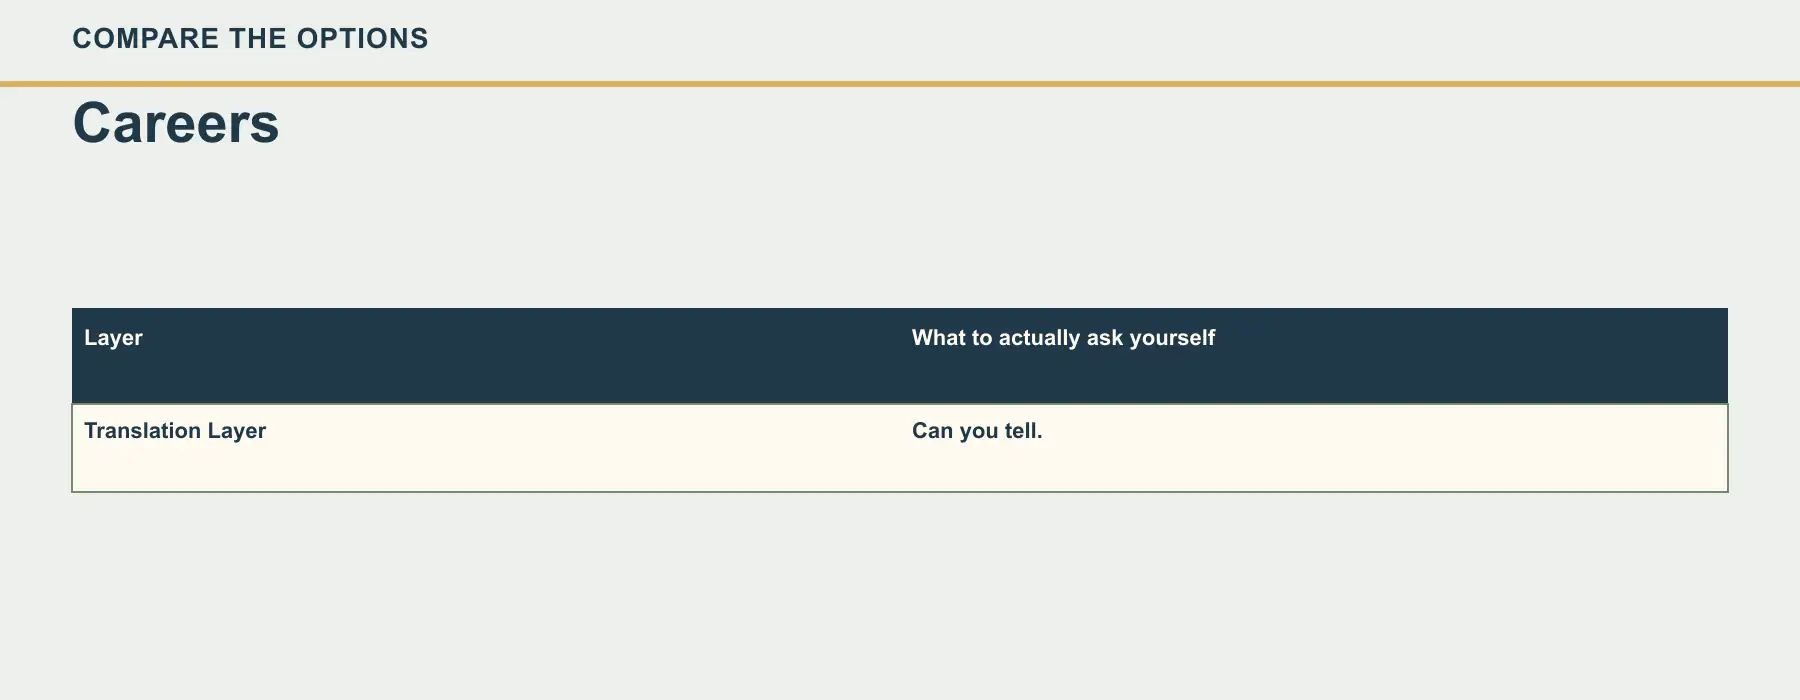 COMPARE THE OPTIONS
Careers
Layer What to actually ask yourself
Translation Layer Can you tell.